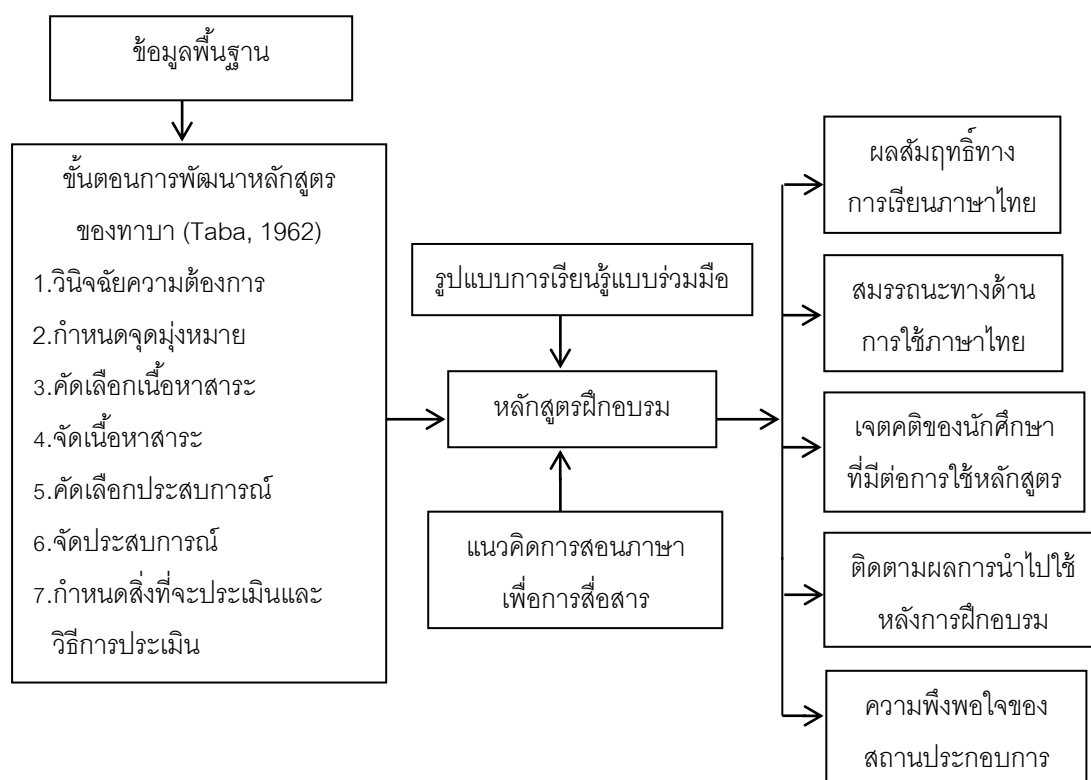 ข้อมูลพื้นฐาน
ขั้นตอนการพัฒนาหลักสูตร
ของทาบา (Taba, 1962)
1.วินิจฉัยความต้องการ
2.กำหนดจุดมุ่งหมาย
3.คัดเลือกเนื้อหาสาระ
4.จัดเนื้อหาสาระ
5.คัดเลือกประสบการณ์
6.จัดประสบการณ์
7.กำหนดสิ่งที่จะประเมินและ
วิธีการประเมิน
รูปแบบการเรียนรู้แบบร่วมมือ
หลักสูตรฝึกอบรม
แนวคิดการสอนภาษา
เพื่อการสื่อสาร
ผลสัมฤทธิ์ทาง
การเรียนภาษาไทย
สมรรถนะทางด้าน
การใช้ภาษาไทย
เจตคติของนักศึกษา
ที่มีต่อการใช้หลักสูตร
ติดตามผลการนำไปใช้
หลังการฝึกอบรม
ความพึงพอใจของ
สถานประกอบการ